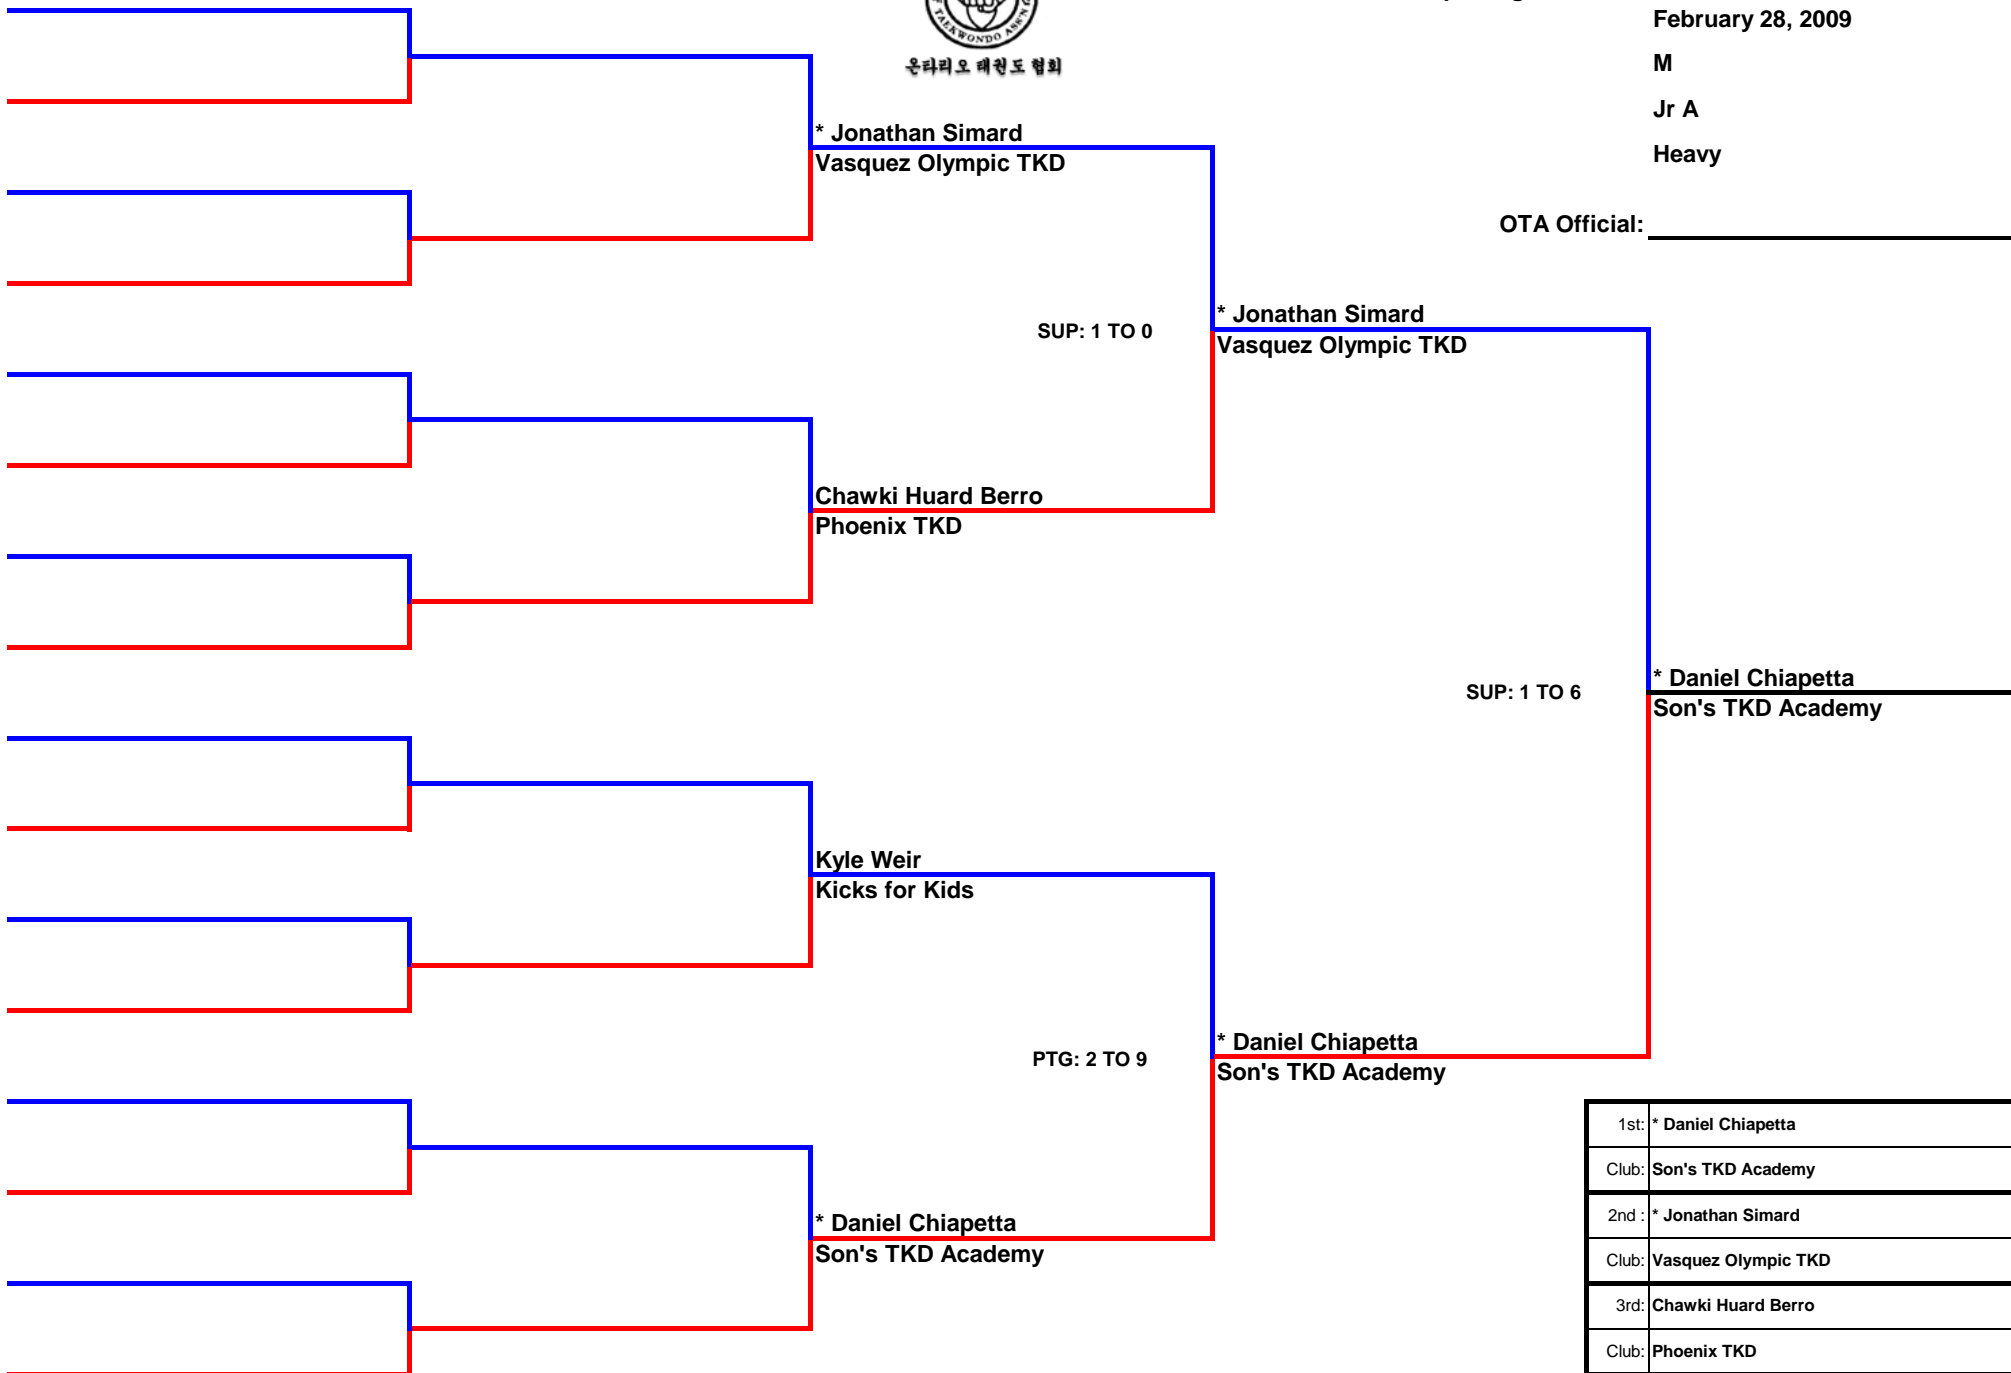 TAEKWONDO ASS'N
온타리오 태권도 협회
February 28, 2009
M
Jr A
Heavy
OTA Official:
* Jonathan Simard
Vasquez Olympic TKD
SUP: 1 TO 0
* Jonathan Simard
Vasquez Olympic TKD
Chawki Huard Berro
Phoenix TKD
SUP: 1 TO 6
* Daniel Chiapetta
Son's TKD Academy
Kyle Weir
Kicks for Kids
PTG: 2 TO 9
* Daniel Chiapetta
Son's TKD Academy
* Daniel Chiapetta
Son's TKD Academy
1st: * Daniel Chiapetta
Club: Son's TKD Academy
2nd : * Jonathan Simard
Club: Vasquez Olympic TKD
3rd: Chawki Huard Berro
Club: Phoenix TKD